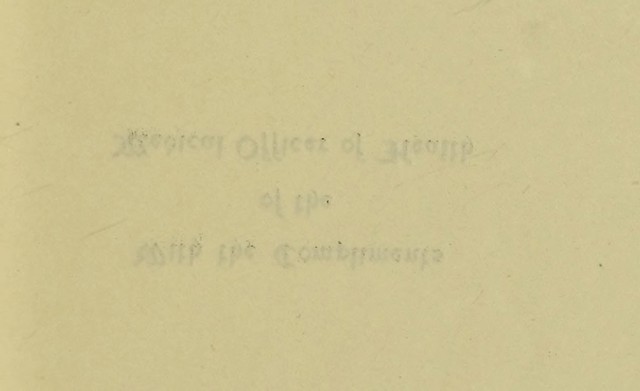 With the Compliments
of the
Medical Officer of Health